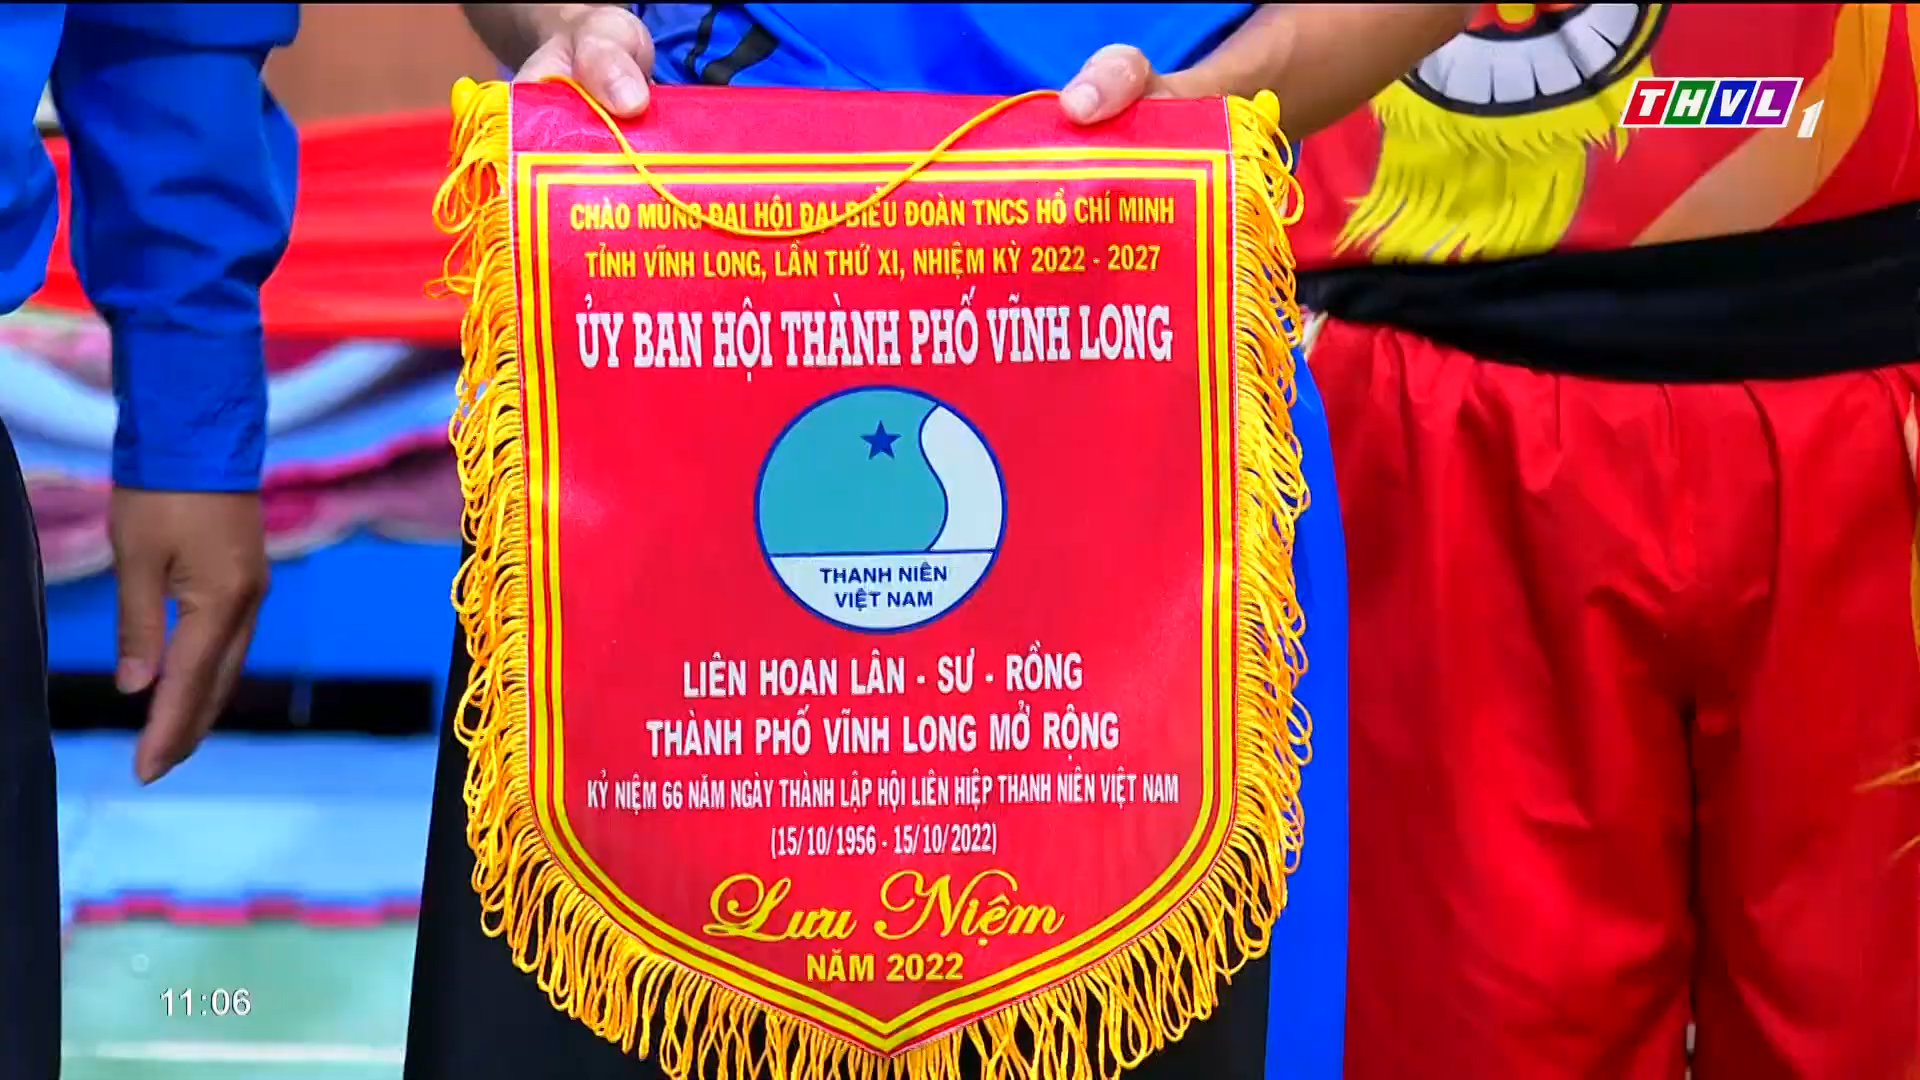 THVL1
CHÀO MỪNG ĐẠI HỘI ĐẠI BIỂU ĐOÀN TNCS HỒ CHÍ MINH
TỈNH VĨNH LONG, LẦN THỨ XI, NHIỆM KỲ 2022 - 2027
ỦY BAN HỘI THÀNH PHỐ VĨNH LONG
THANH NIÊN
VIỆT NAM
LIÊN HOAN LÂN - SƯ - RỒNG
THÀNH PHỐ VĨNH LONG MỞ RỘNG
KỶ NIỆM 66 NĂM NGÀY THÀNH LẬP HỘI LIÊN HIỆP THANH NIÊN VIỆT NAM
(15/10/1956 - 15/10/2022)
Lưu Niệm
NĂM 2022
11:06